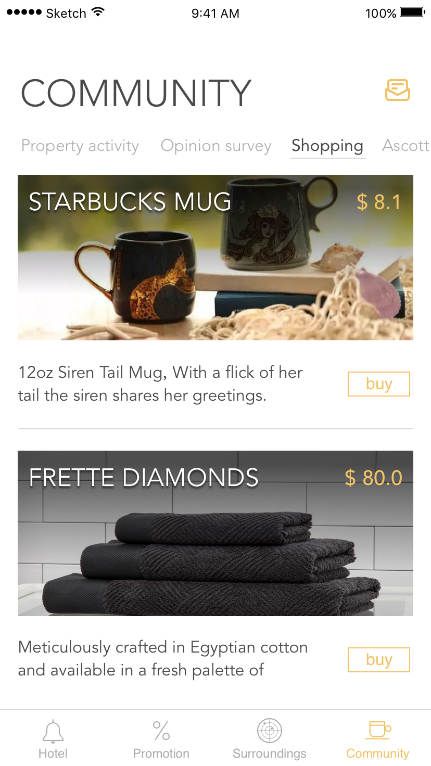 Sketch 9:41 AM 100%
COMMUNITY
Property activity Opinion survey Shopping Ascott
STARBUCKS MUG $ 8.1
12oz Siren Tail Mug, With a flick of her
tail the siren shares her greetings.
buy
FRETTE DIAMONDS $ 80.0
Meticulously crafted in Egyptian cotton
and available in a fresh palette of
buy
Hotel Promotion Surroundings Community